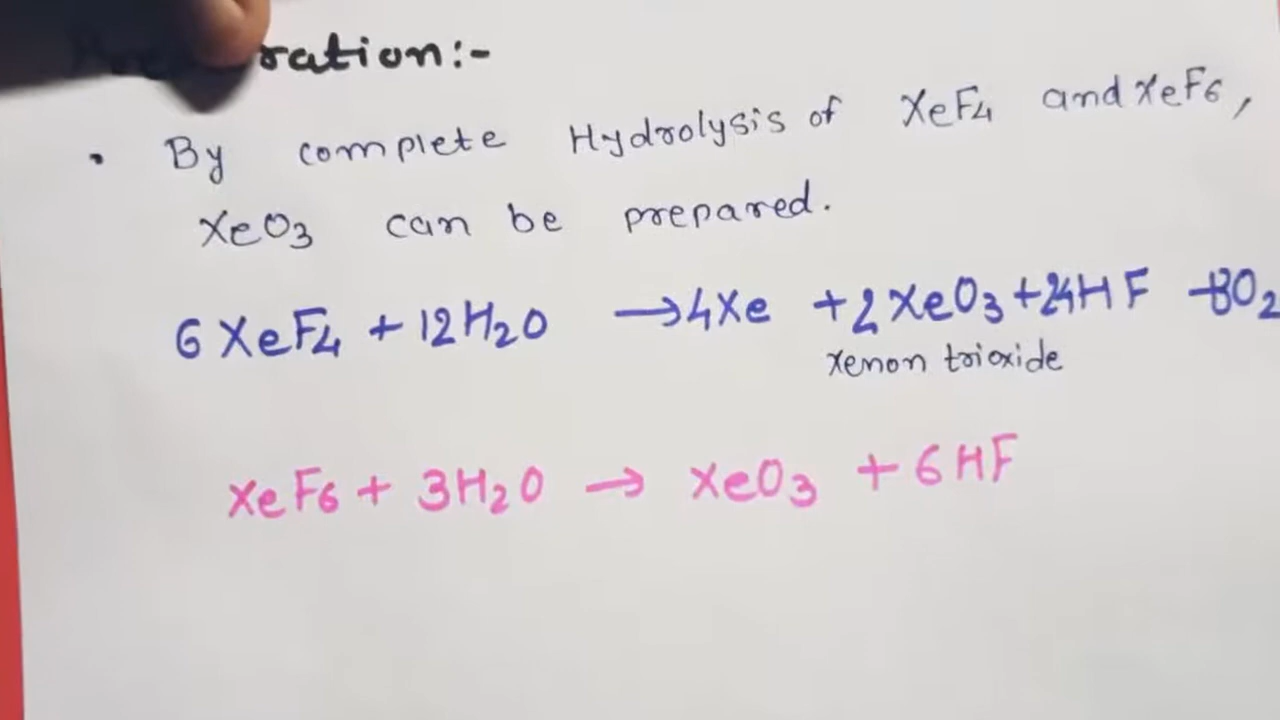 ration:-
• By complete Hydrolysis of XeF4 and XeF6,
XeO3 can be prepared.
6 XeF4 + 12H2O → 4Xe + 2XeO3 + 24HF + 3O2
xenon trioxide
XeF6 + 3H2O → XeO3 + 6HF